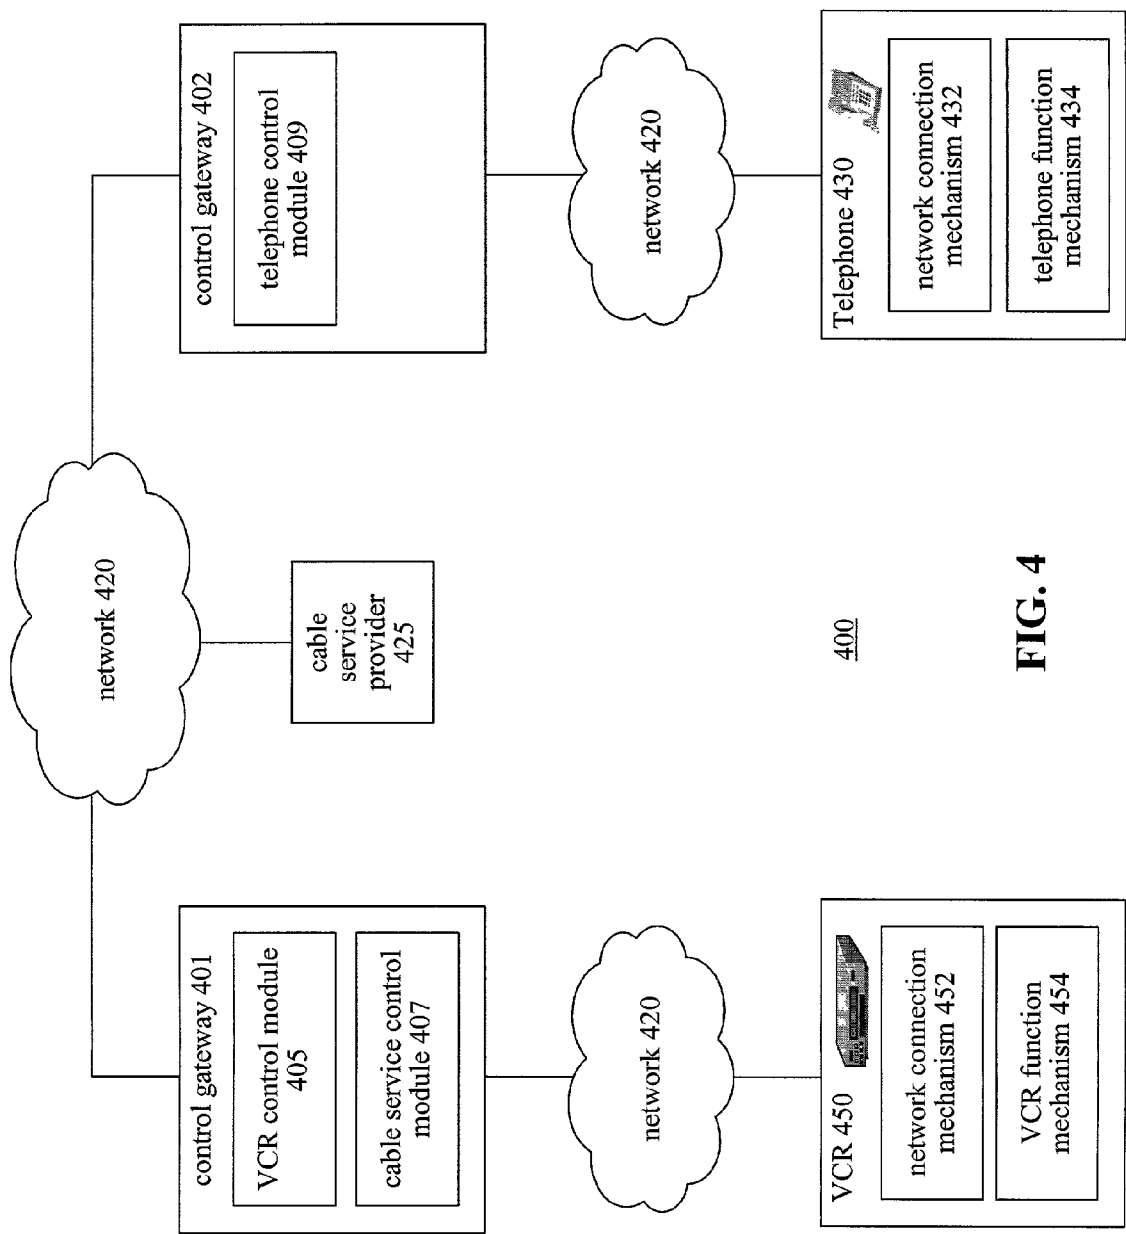 network 420
control gateway 401
VCR control module
405
cable service control
module 407
cable
service
provider
425
control gateway 402
telephone control
module 409
network 420
network 420
VCR 450
network connection
mechanism 452
VCR function
mechanism 454
Telephone 430
network connection
mechanism 432
telephone function
mechanism 434
400
FIG. 4